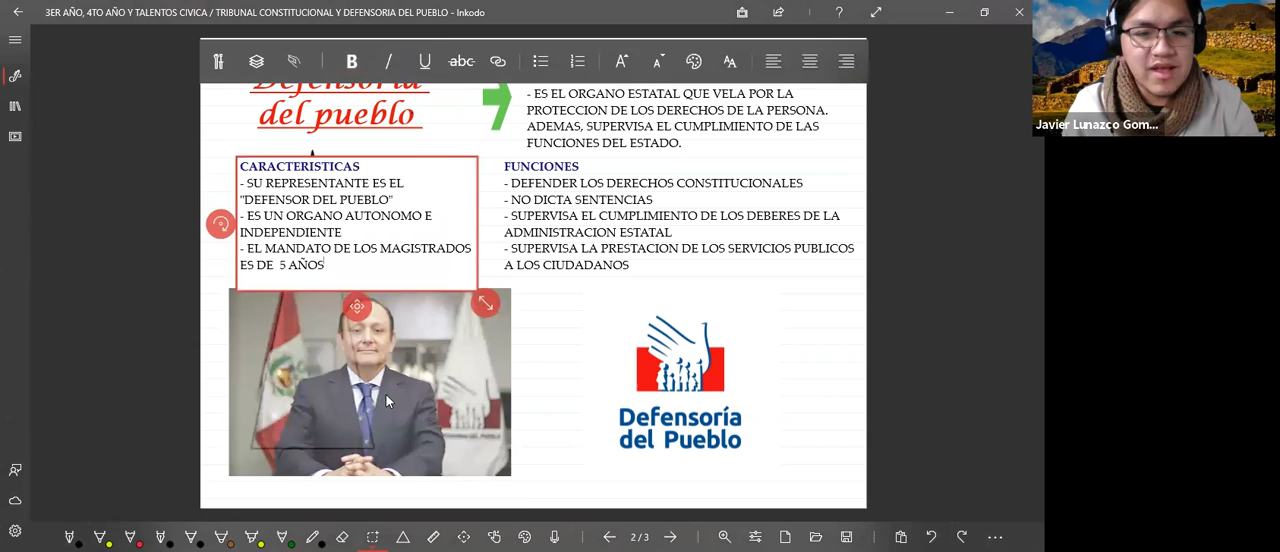 3ER AÑO, 4TO AÑO Y TALENTOS CIVICA / TRIBUNAL CONSTITUCIONAL Y DEFENSORIA DEL PUEBLO - Inkodo
Javier Lunazco Gom...
B / U abc
Defensoria
del pueblo
- ES EL ORGANO ESTATAL QUE VELA POR LA
PROTECCION DE LOS DERECHOS DE LA PERSONA.
ADEMAS, SUPERVISA EL CUMPLIMIENTO DE LAS
FUNCIONES DEL ESTADO.
CARACTERISTICAS
- SU REPRESENTANTE ES EL
"DEFENSOR DEL PUEBLO"
- ES UN ORGANO AUTONOMO E
INDEPENDIENTE
- EL MANDATO DE LOS MAGISTRADOS
ES DE 5 AÑOS
FUNCIONES
- DEFENDER LOS DERECHOS CONSTITUCIONALES
- NO DICTA SENTENCIAS
- SUPERVISA EL CUMPLIMIENTO DE LOS DEBERES DE LA
ADMINISTRACION ESTATAL
- SUPERVISA LA PRESTACION DE LOS SERVICIOS PUBLICOS
A LOS CIUDADANOS
Defensoría
del Pueblo
2/3